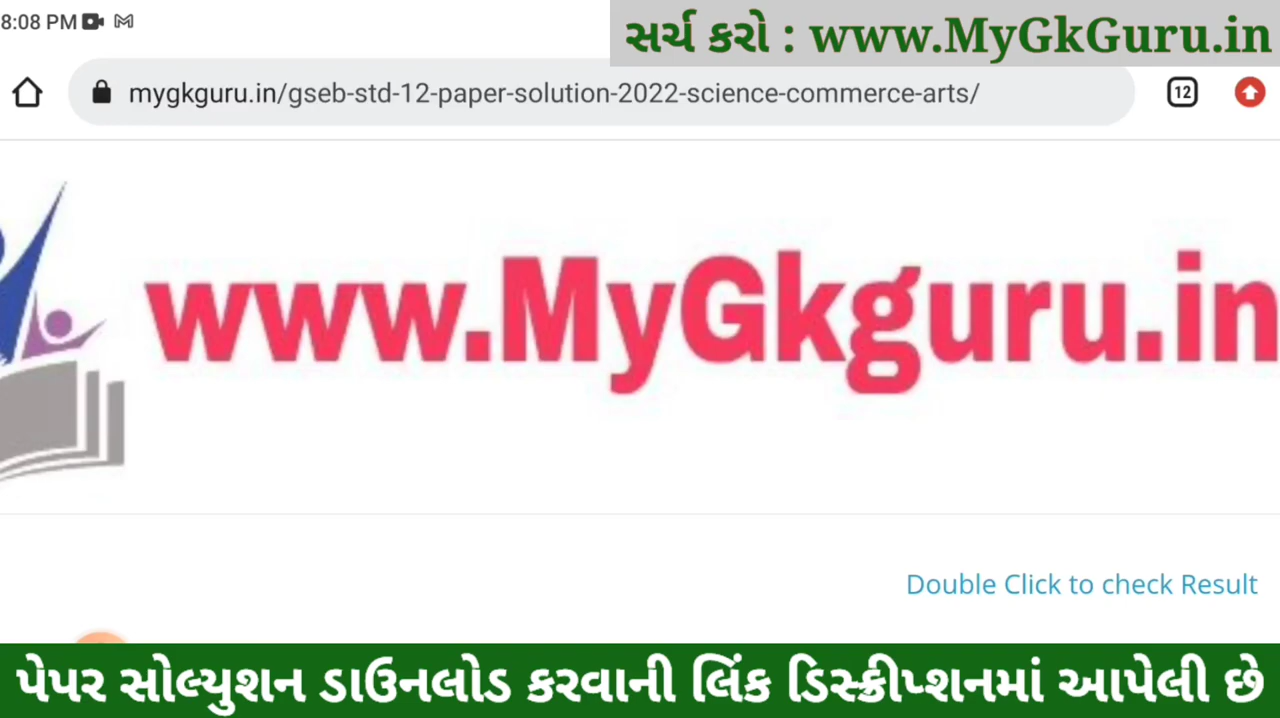 8:08 PM
સર્ચ કરો : www.MyGkGuru.in
mygkguru.in/gseb-std-12-paper-solution-2022-science-commerce-arts/
12
www.MyGkguru.in
Double Click to check Result
પેપર સોલ્યુશન ડાઉનલોડ કરવાની લિંક ડિસ્ક્રીપ્શનમાં આપેલી છે